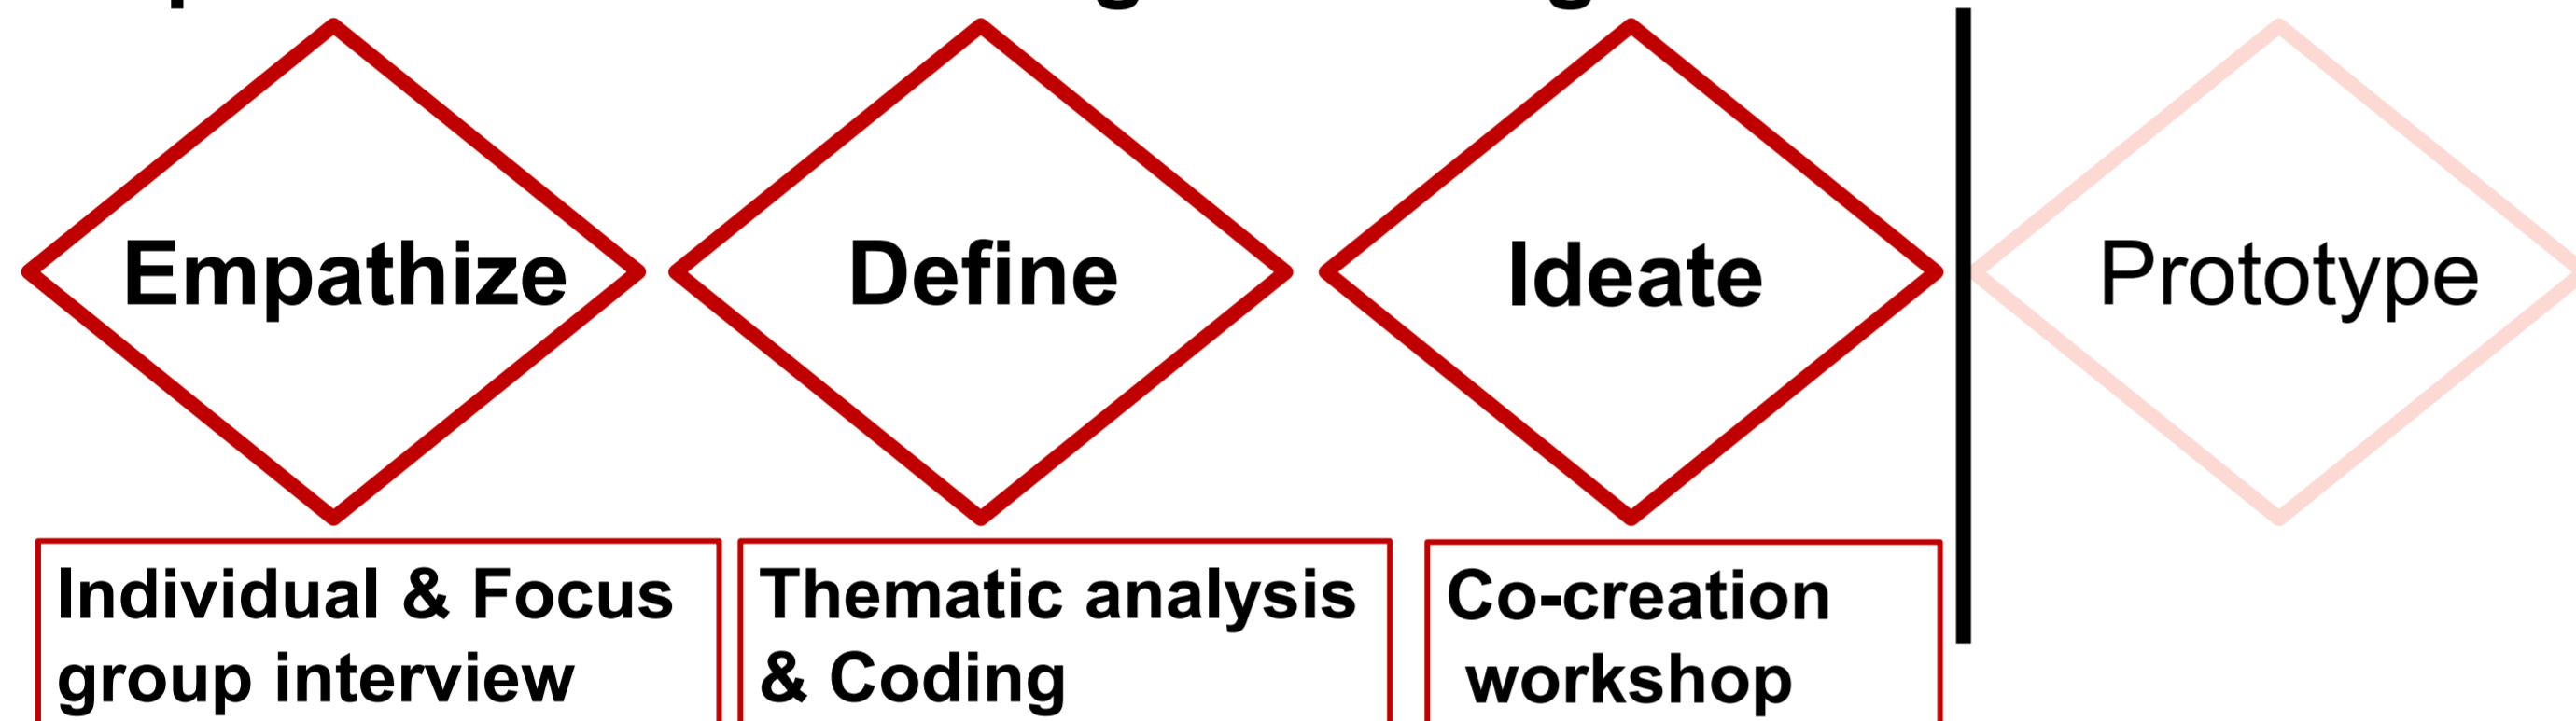 Empathize
Define
Ideate
Prototype
Individual & Focus
group interview
Thematic analysis
& Coding
Co-creation
workshop